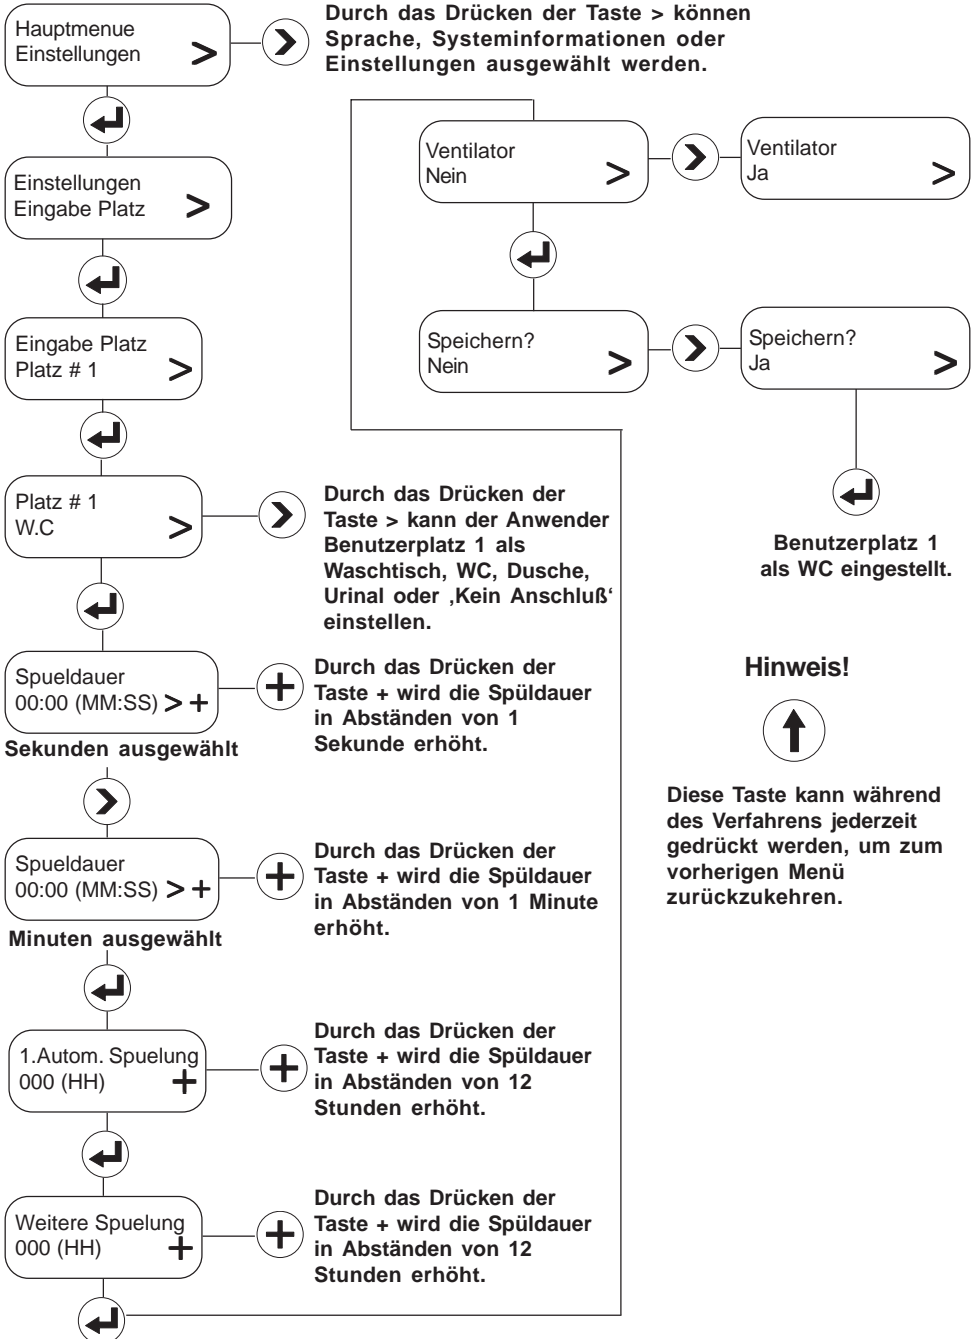 Hauptmenue
Einstellungen >
Durch das Drücken der Taste > können
Sprache, Systeminformationen oder
Einstellungen ausgewählt werden.
Einstellungen
Eingabe Platz >
Eingabe Platz
Platz # 1 >
Platz # 1
W.C >
Durch das Drücken der
Taste > kann der Anwender
Benutzerplatz 1 als
Waschtisch, WC, Dusche,
Urinal oder ‚Kein Anschluß‘
einstellen.
Spueldauer
00:00 (MM:SS) > +
Sekunden ausgewählt
Durch das Drücken der
Taste + wird die Spüldauer
in Abständen von 1
Sekunde erhöht.
Spueldauer
00:00 (MM:SS) > +
Minuten ausgewählt
Durch das Drücken der
Taste + wird die Spüldauer
in Abständen von 1 Minute
erhöht.
1.Autom. Spuelung
000 (HH) +
Durch das Drücken der
Taste + wird die Spüldauer
in Abständen von 12
Stunden erhöht.
Weitere Spuelung
000 (HH) +
Durch das Drücken der
Taste + wird die Spüldauer
in Abständen von 12
Stunden erhöht.
Ventilator
Nein >
Ventilator
Ja >
Speichern?
Nein >
Speichern?
Ja >
Benutzerplatz 1
als WC eingestellt.
Hinweis!
Diese Taste kann während
des Verfahrens jederzeit
gedrückt werden, um zum
vorherigen Menü
zurückzukehren.